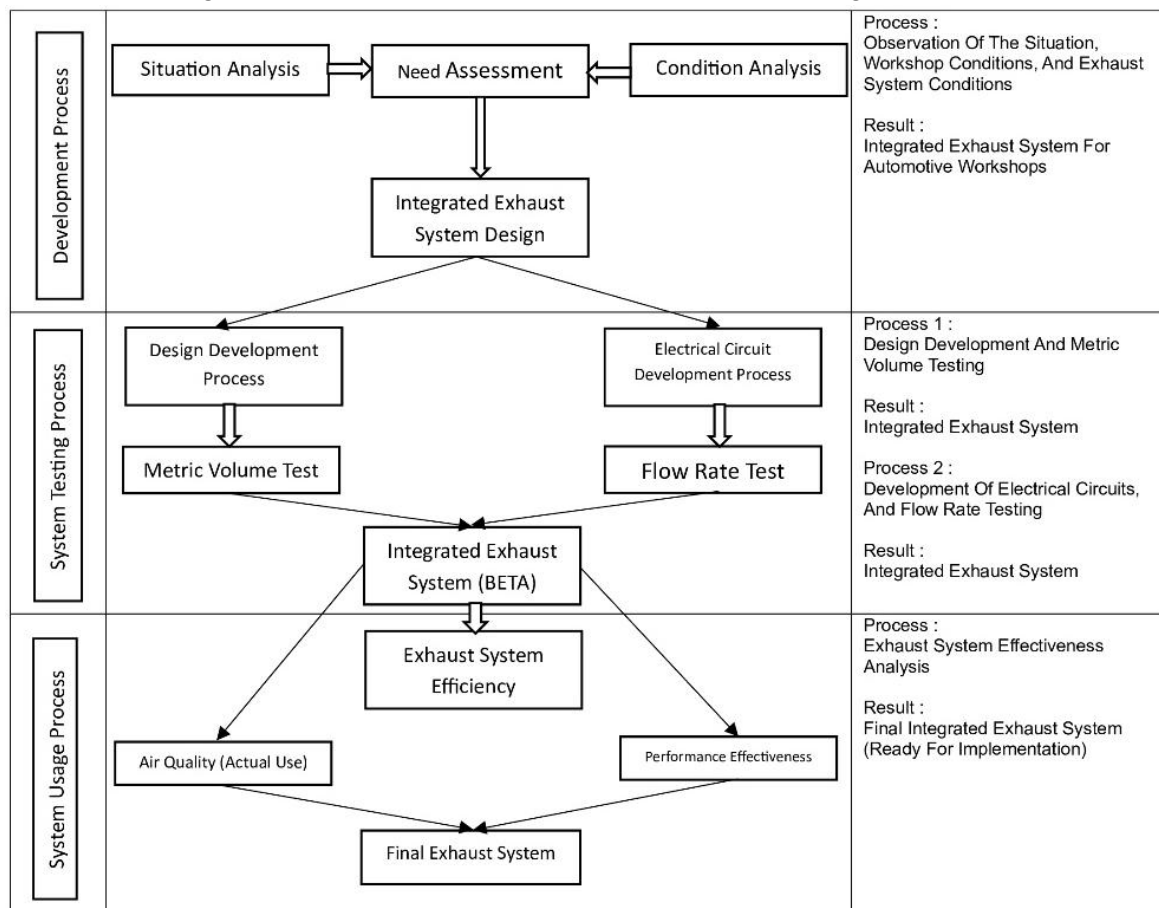 Development Process
Situation Analysis
Need Assessment
Condition Analysis
Integrated Exhaust
System Design
Process :
Observation Of The Situation,
Workshop Conditions, And Exhaust
System Conditions
Result :
Integrated Exhaust System For
Automotive Workshops
System Testing Process
Design Development
Process
Electrical Circuit
Development Process
Metric Volume Test
Flow Rate Test
Integrated Exhaust
System (BETA)
Process 1 :
Design Development And Metric
Volume Testing
Result :
Integrated Exhaust System
Process 2 :
Development Of Electrical Circuits,
And Flow Rate Testing
Result :
Integrated Exhaust System
System Usage Process
Exhaust System
Efficiency
Air Quality (Actual Use)
Performance Effectiveness
Final Exhaust System
Process :
Exhaust System Effectiveness
Analysis
Result :
Final Integrated Exhaust System
(Ready For Implementation)